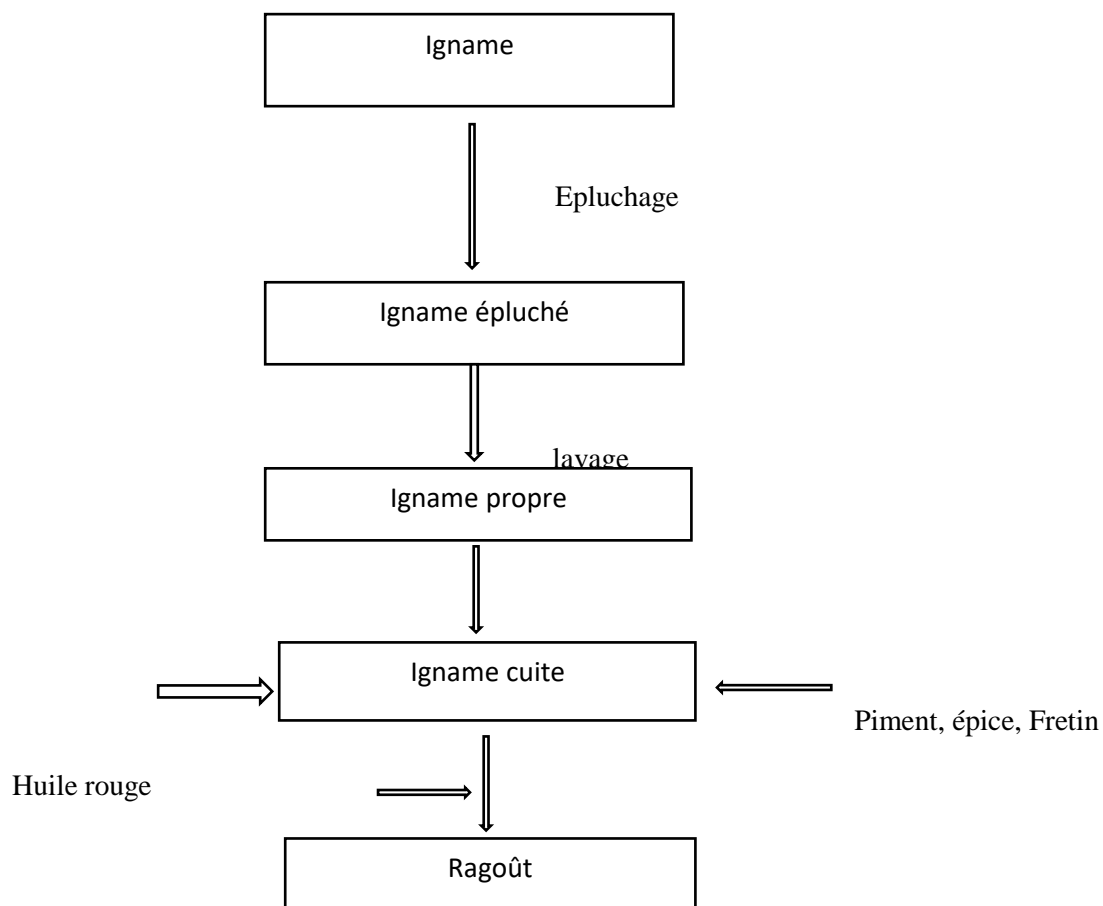 Igname
Epluchage
Igname épluché
lavage
Igname propre
Igname cuite
Piment, épice, Fretin
Huile rouge
Ragoût